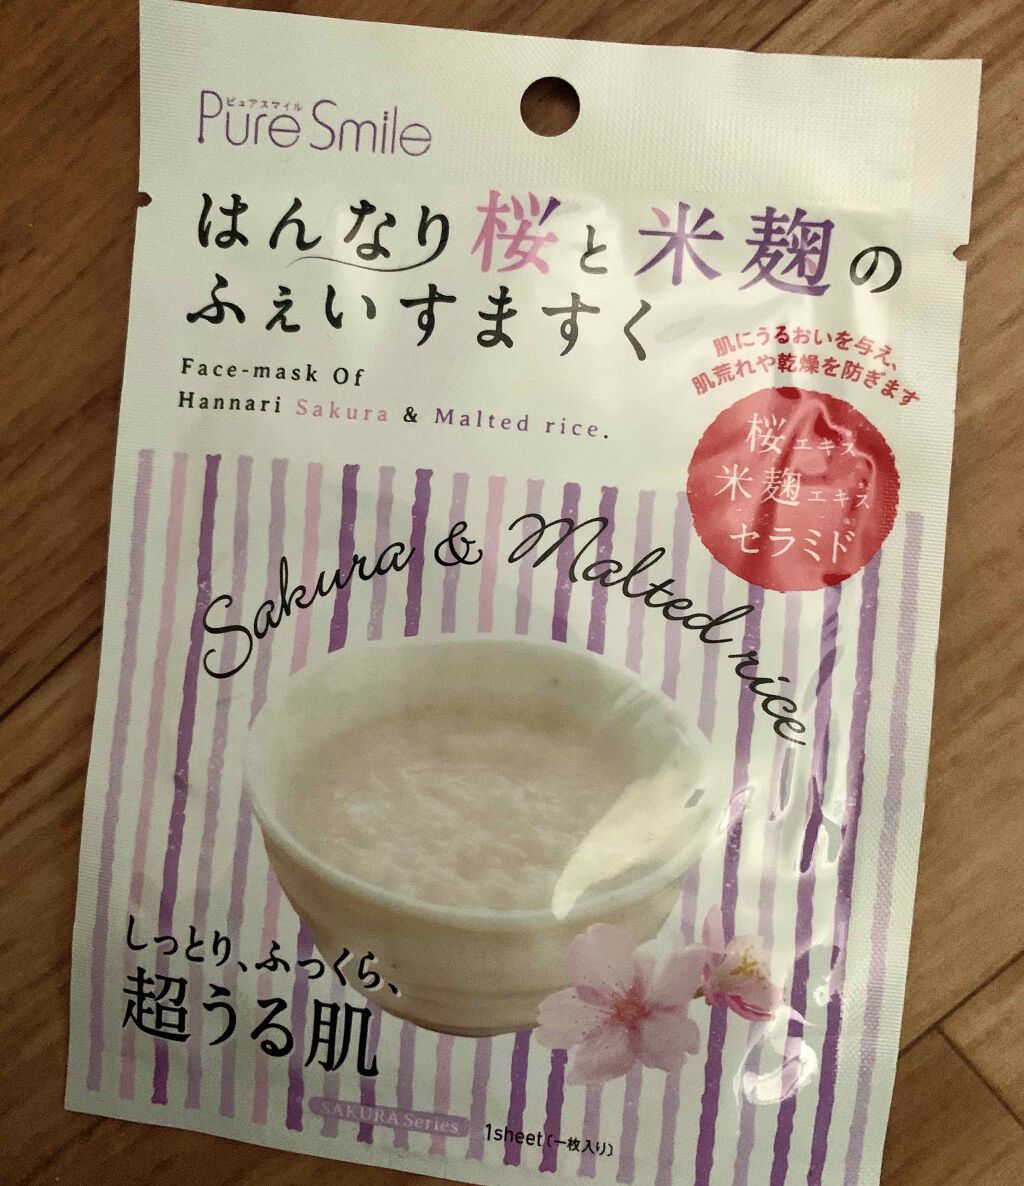 ピュアスマイル
Pure Smile
はんなり桜と米麹の
ふぇいすますく
Face-mask Of
Hannari Sakura & Malted rice.
肌にうるおいを与え、
肌荒れや乾燥を防ぎます
桜エキス
米麹エキス
セラミド
Sakura & Malted rice
しっとり、ふっくら、
超うる肌
SAKURA Series
1sheet(一枚入り)